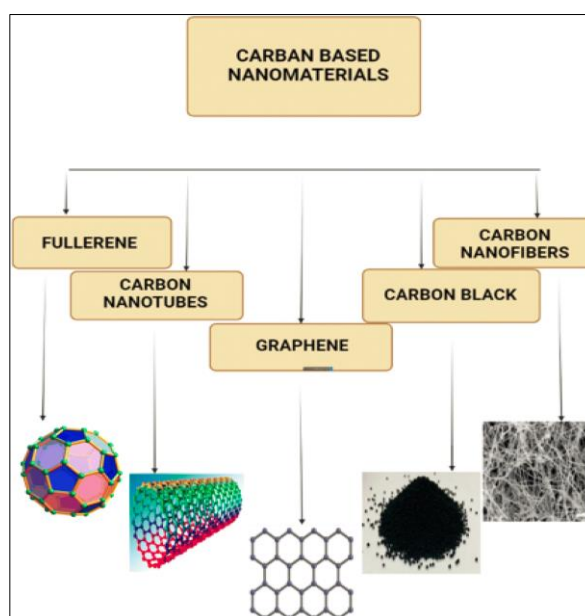 CARBAN BASED
NANOMATERIALS
FULLERENE
CARBON
NANOTUBES
GRAPHENE
CARBON BLACK
CARBON
NANOFIBERS